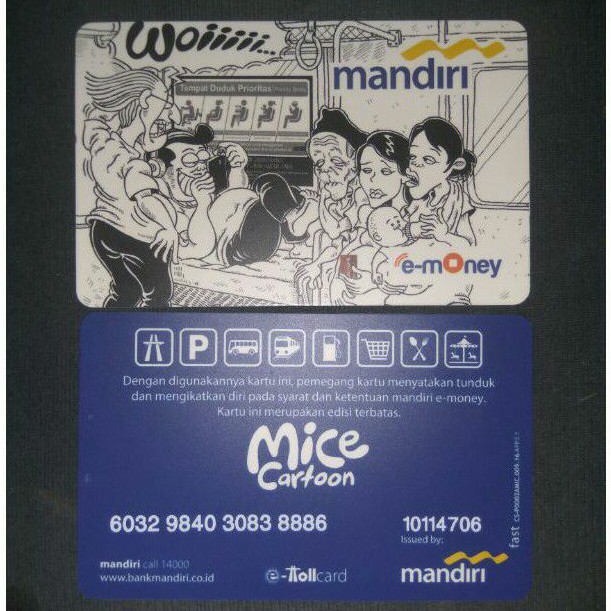 Woiiiii...
mandiri
Tempat Duduk Prioritas
e-money
Dengan digunakannya kartu ini, pemegang kartu menyatakan tunduk
dan mengikatkan diri pada syarat dan ketentuan mandiri e-money.
Kartu ini merupakan edisi terbatas.
Mice
Cartoon
6032 9840 3083 8886
10114706
Issued by:
mandiri call 14000
www.bankmandiri.co.id
e-Tollcard
mandiri
fast
P